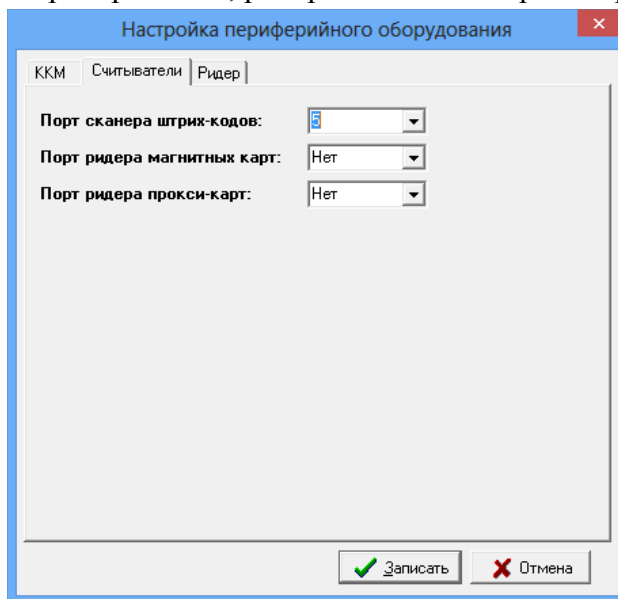 Настройка периферийного оборудования
ККМ Считыватели Ридер
Порт сканера штрих-кодов: 5
Порт ридера магнитных карт: Нет
Порт ридера прокси-карт: Нет
Записать Отмена